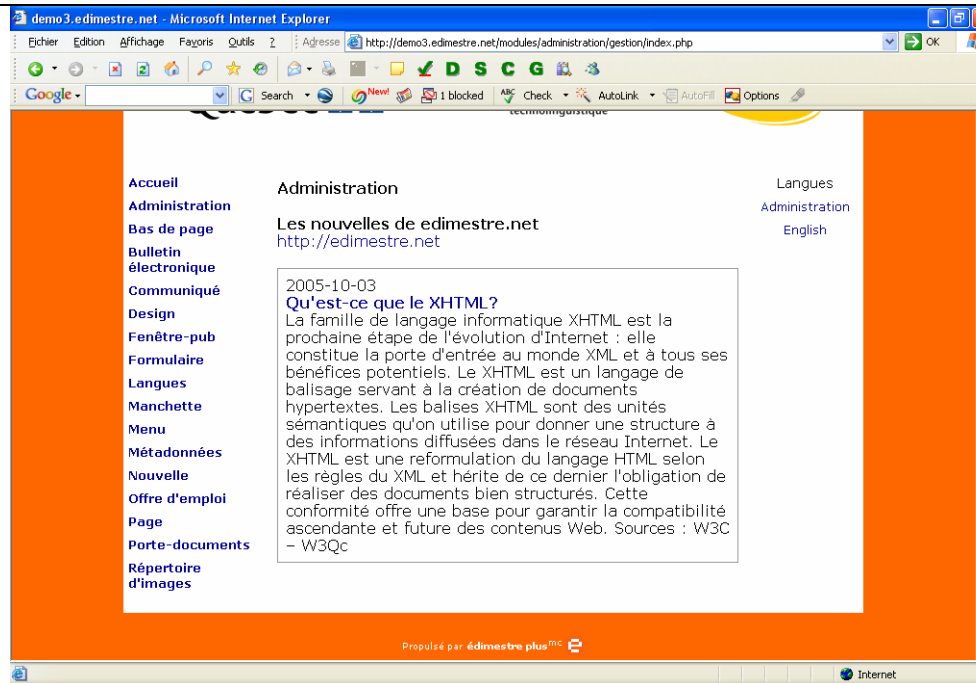 demo3.edimestre.net - Microsoft Internet Explorer
Fichier Edition Affichage Favoris Outils ? Adresse http://demo3.edimestre.net/modules/administration/gestion/index.php OK
D S C G
Google Search New! 1 blocked ABC Check AutoLink AutoFill Options
technolinguistique
Accueil
Administration
Bas de page
Bulletin
électronique
Communiqué
Design
Fenêtre-pub
Formulaire
Langues
Manchette
Menu
Métadonnées
Nouvelle
Offre d'emploi
Page
Porte-documents
Répertoire
d'images
Administration
Les nouvelles de edimestre.net
http://edimestre.net
2005-10-03
Qu'est-ce que le XHTML?
La famille de langage informatique XHTML est la
prochaine étape de l'évolution d'Internet : elle
constitue la porte d'entrée au monde XML et à tous ses
bénéfices potentiels. Le XHTML est un langage de
balisage servant à la création de documents
hypertextes. Les balises XHTML sont des unités
sémantiques qu'on utilise pour donner une structure à
des informations diffusées dans le réseau Internet. Le
XHTML est une reformulation du langage HTML selon
les règles du XML et hérite de ce dernier l'obligation de
réaliser des documents bien structurés. Cette
conformité offre une base pour garantir la compatibilité
ascendante et future des contenus Web. Sources : W3C
– W3Qc
Langues
Administration
English
Propulsé par édimestre plus mc
Internet